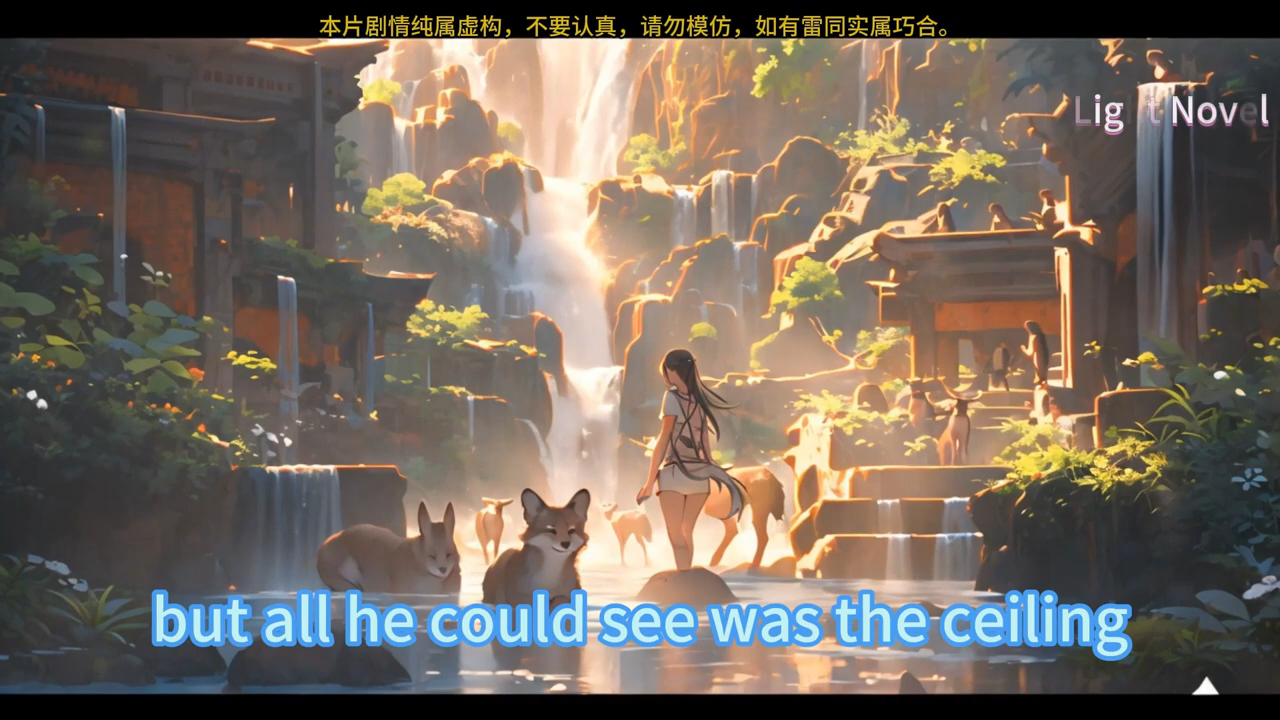 本片剧情纯属虚构，不要认真，请勿模仿，如有雷同实属巧合。
Lig t Novel
but all he could see was the ceiling